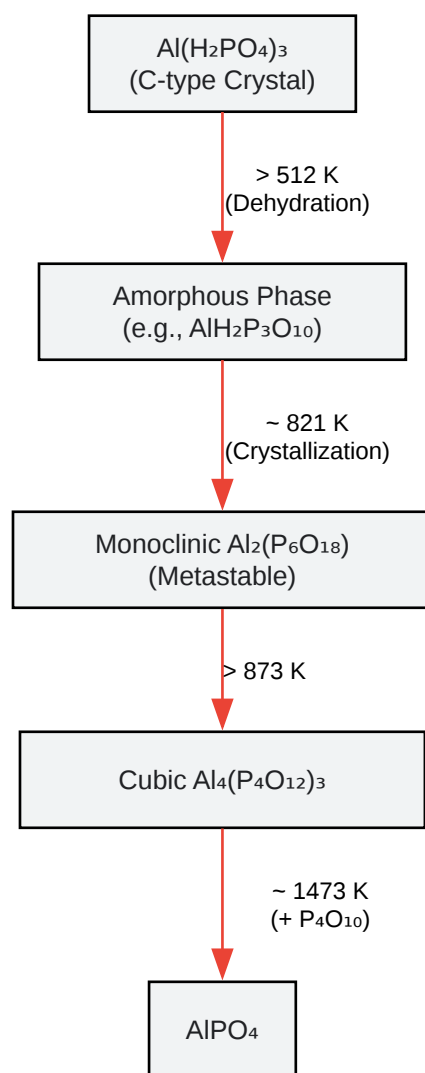 Al(H₂PO₄)₃
(C-type Crystal)
> 512 K
(Dehydration)
Amorphous Phase
(e.g., AlH₂P₃O₁₀)
~ 821 K
(Crystallization)
Monoclinic Al₂(P₆O₁₈)
(Metastable)
> 873 K
Cubic Al₄(P₄O₁₂)₃
~ 1473 K
(+ P₄O₁₀)
AlPO₄